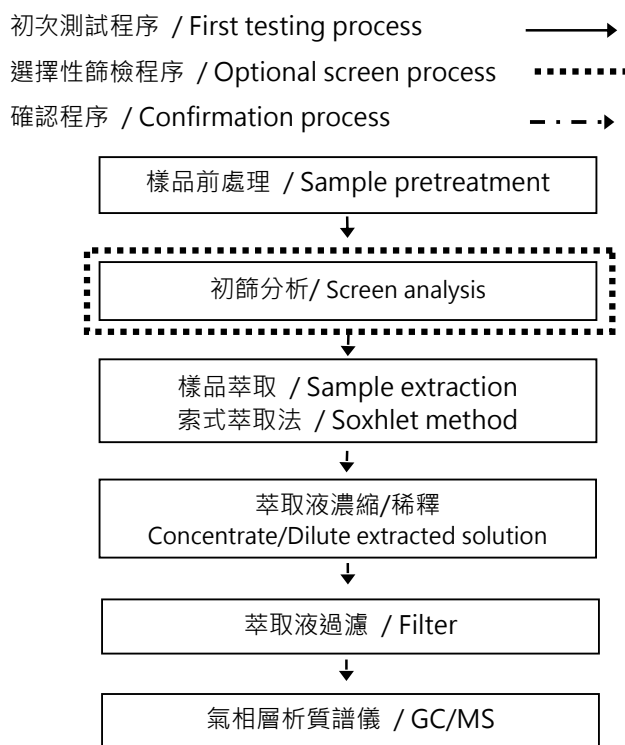 初次測試程序 / First testing process
選擇性篩檢程序 / Optional screen process
確認程序 / Confirmation process
樣品前處理 / Sample pretreatment
初篩分析/ Screen analysis
樣品萃取 / Sample extraction
索式萃取法 / Soxhlet method
萃取液濃縮/稀釋
Concentrate/Dilute extracted solution
萃取液過濾 / Filter
氣相層析質譜儀 / GC/MS